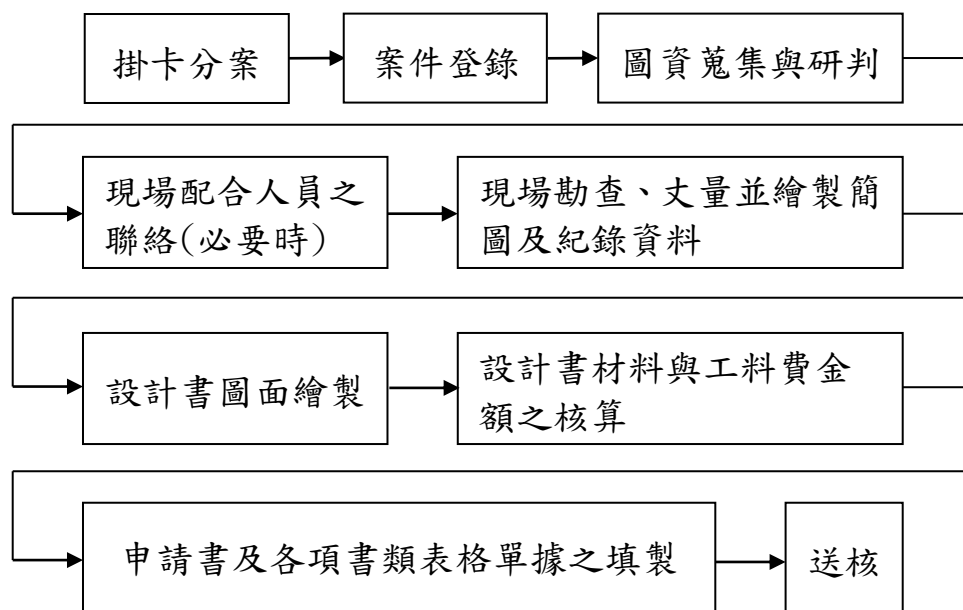 掛卡分案
案件登錄
圖資蒐集與研判
現場配合人員之
聯絡(必要時)
現場勘查、丈量並繪製簡
圖及紀錄資料
設計書圖面繪製
設計書材料與工料費金
額之核算
申請書及各項書類表格單據之填製
送核